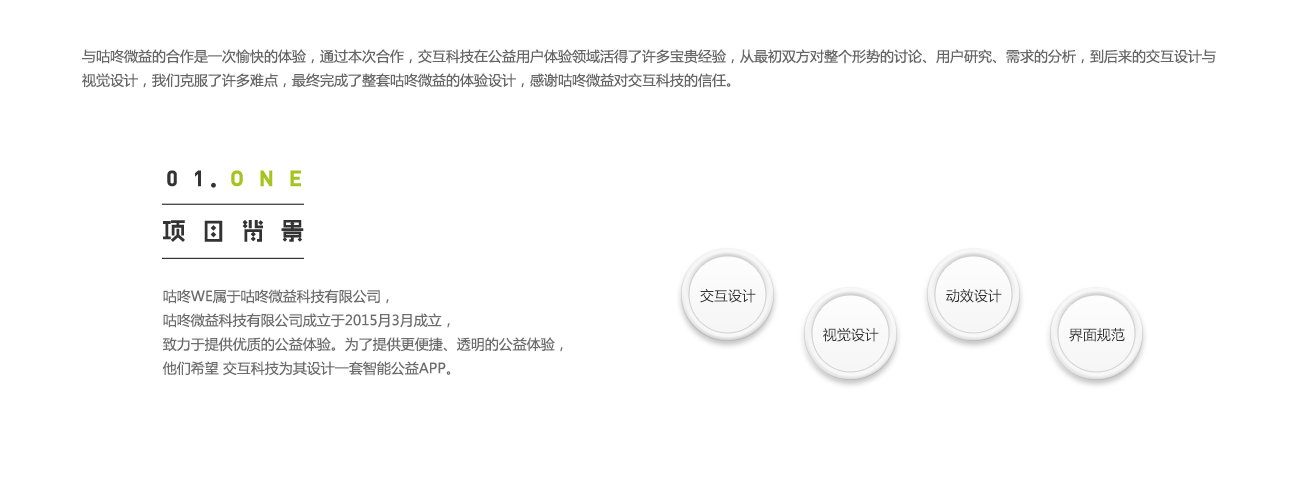 与咕咚微益的合作是一次愉快的体验，通过本次合作，交互科技在公益用户体验领域活得了许多宝贵经验，从最初双方对整个形势的讨论、用户研究、需求的分析，到后来的交互设计与
视觉设计，我们克服了许多难点，最终完成了整套咕咚微益的体验设计，感谢咕咚微益对交互科技的信任。
01.ONE
项目背景
咕咚WE属于咕咚微益科技有限公司，
咕咚微益科技有限公司成立于2015月3月成立，
致力于提供优质的公益体验。为了提供更便捷、透明的公益体验，
他们希望 交互科技为其设计一套智能公益APP。
交互设计
视觉设计
动效设计
界面规范